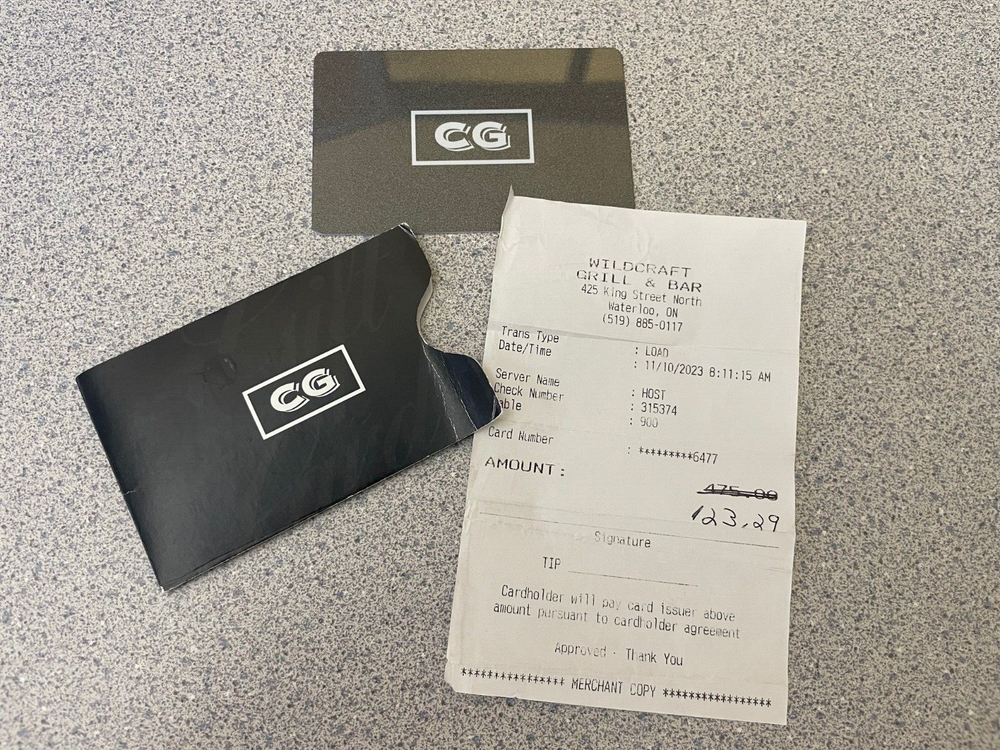 CG
CG
WILDCRAFT
GRILL & BAR
425 King Street North
Waterloo, ON
(519) 885-0117
Trans Type : LOAD
Date/Time : 11/10/2023 8:11:15 AM
Server Name : HOST
Check Number : 315374
able : 900
Card Number : *********6477
AMOUNT:
475.00
123.29
Signature
TIP
Cardholder will pay card issuer above
amount pursuant to cardholder agreement
Approved - Thank You
**************** MERCHANT COPY *****************